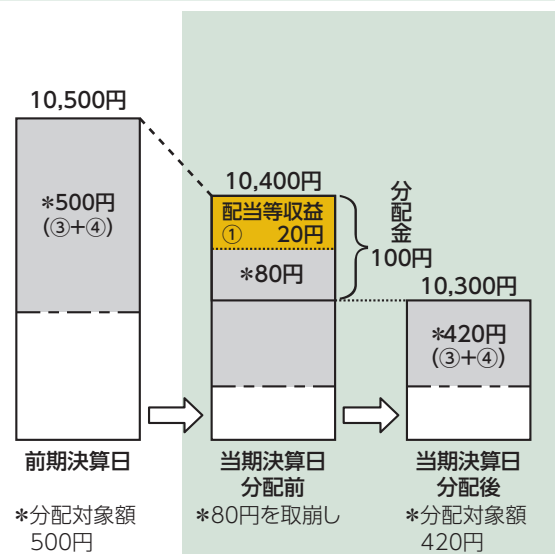 10,500円
*500円
(③+④)
前期決算日
*分配対象額
500円
10,400円
配当等収益
① 20円
*80円
分配金
100円
当期決算日
分配前
*80円を取崩し
10,300円
*420円
(③+④)
当期決算日
分配後
*分配対象額
420円